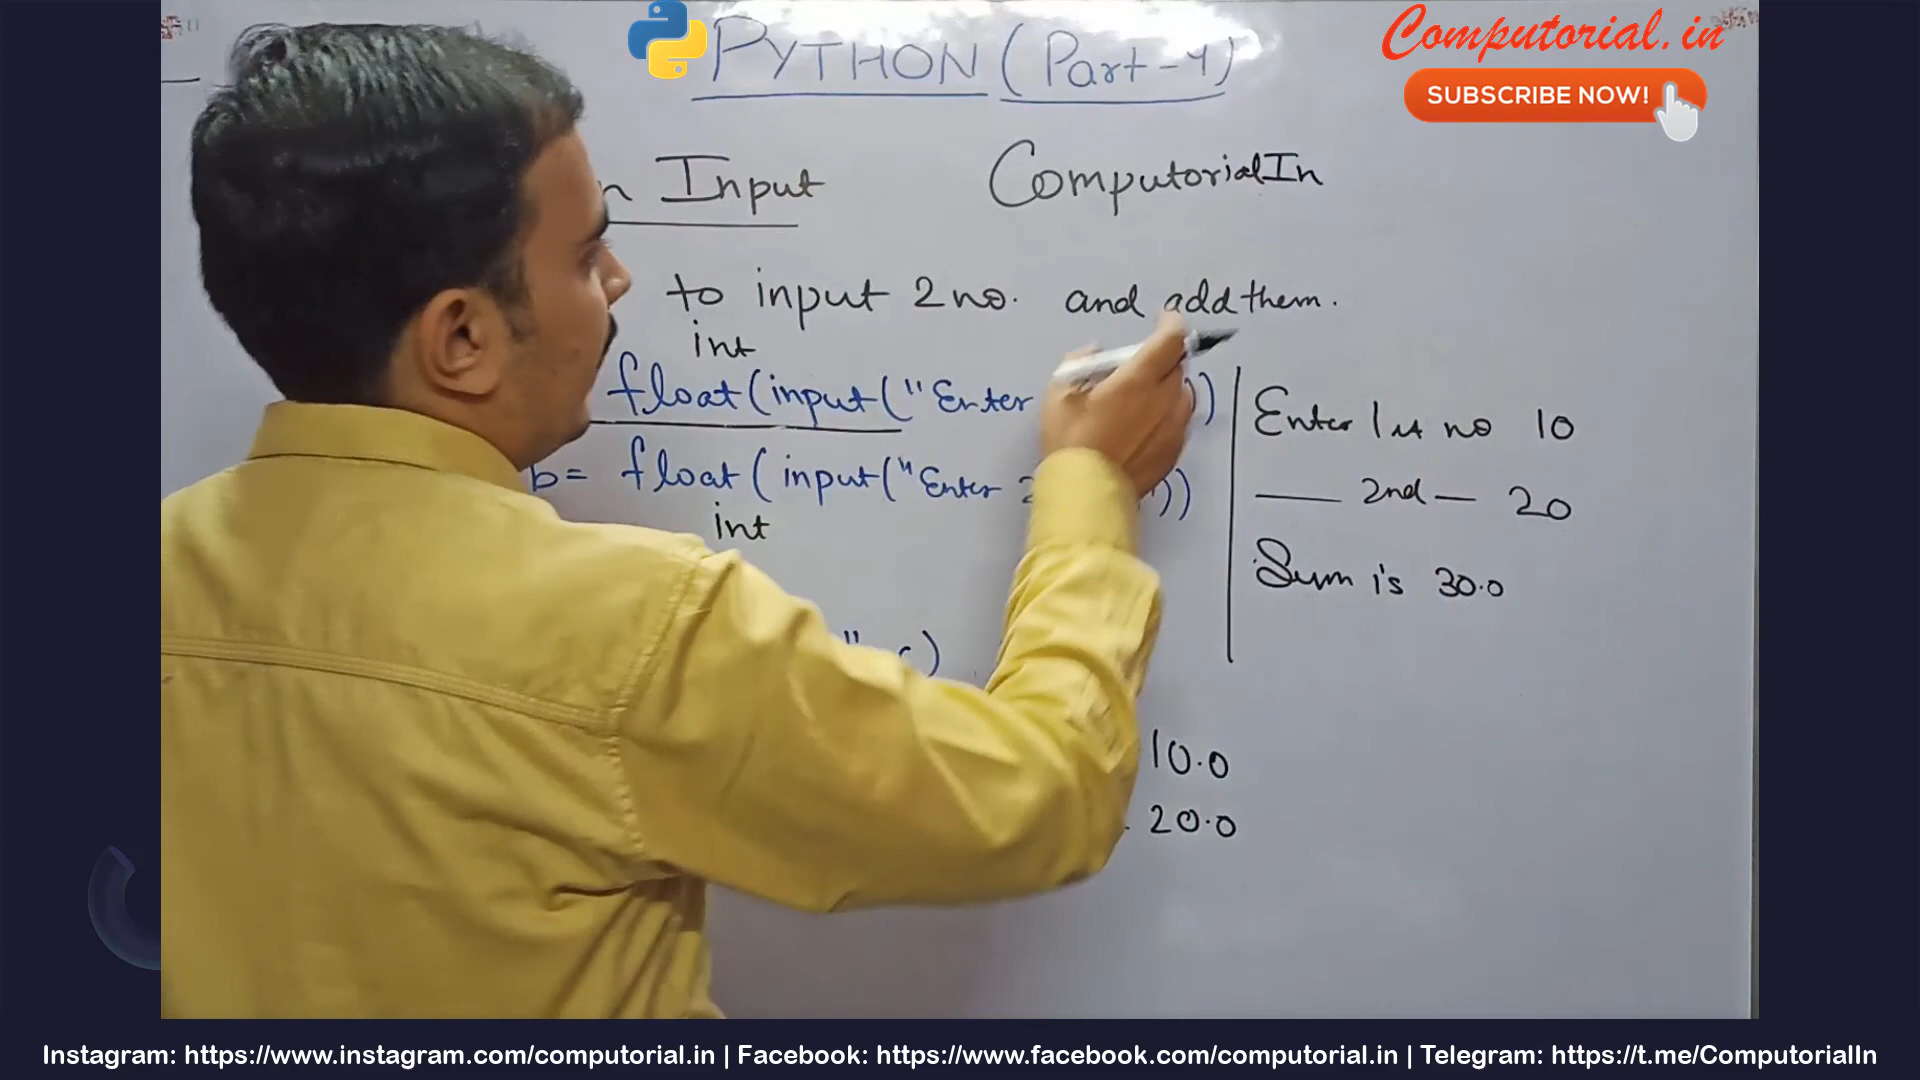 PYTHON (Part-4)
Computorial.in
SUBSCRIBE NOW!
n Input
ComputorialIn
to input 2 no. and add them.
int
float(input("Enter ))
b= float(input("Enter 2 "))
int
" c)
Enter 1st no 10
2nd 20
Sum is 30.0
10.0
20.0
Instagram: https://www.instagram.com/computorial.in | Facebook: https://www.facebook.com/computorial.in | Telegram: https://t.me/ComputorialIn